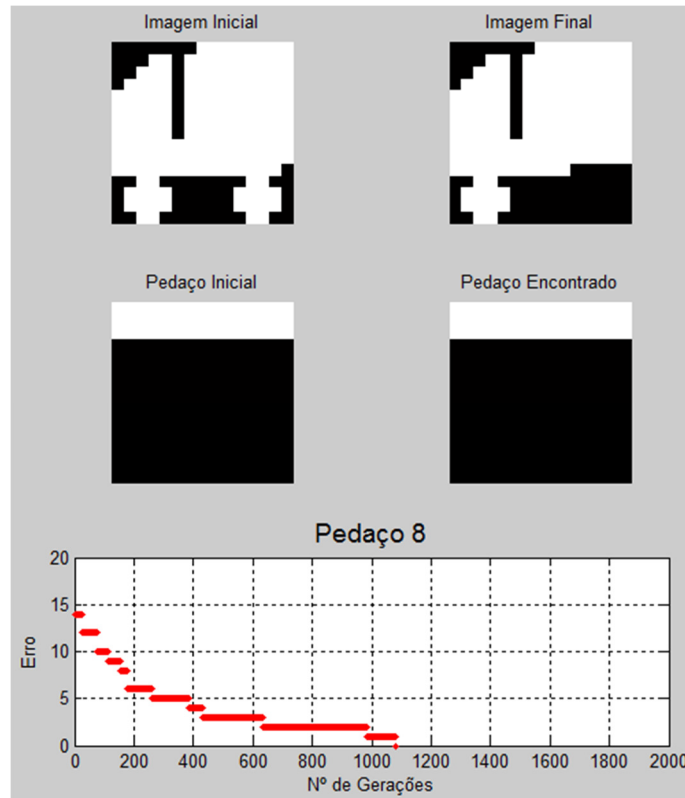 Imagem Inicial
Imagem Final
Pedaço Inicial
Pedaço Encontrado
Pedaço 8
20
15
10
5
0
Erro
0 200 400 600 800 1000 1200 1400 1600 1800 2000
Nº de Gerações